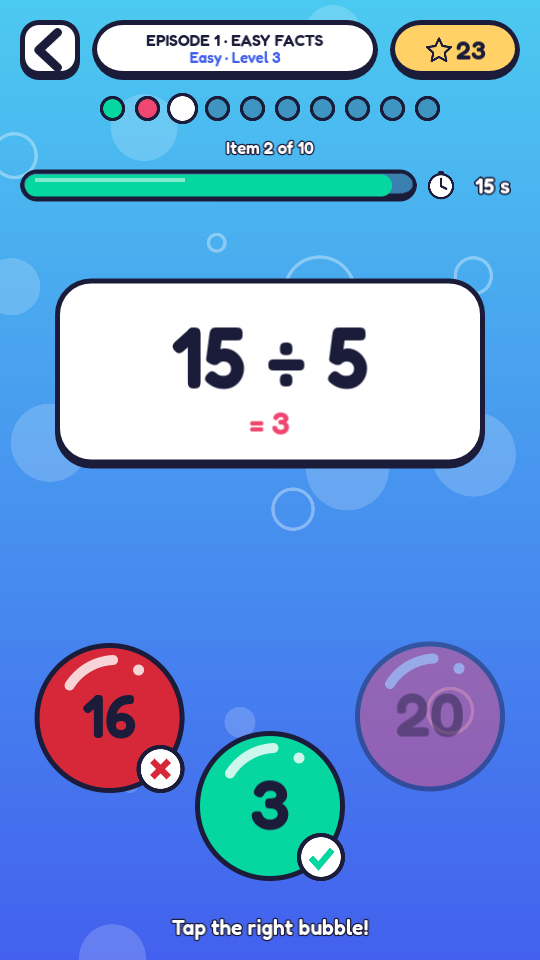 EPISODE 1 · EASY FACTS
Easy · Level 3
23
Item 2 of 10
15 s
15 ÷ 5
= 3
16
20
3
Tap the right bubble!